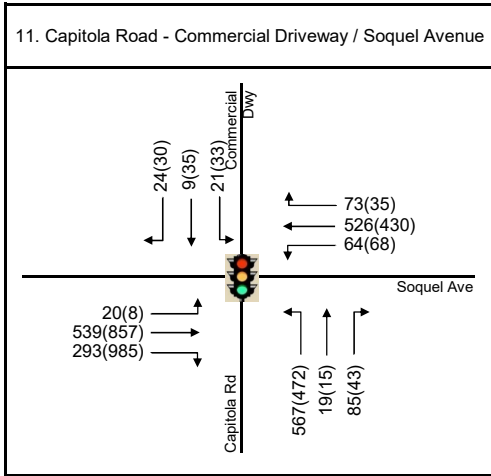 11. Capitola Road - Commercial Driveway / Soquel Avenue
Commercial
Dwy
24(30)
9(35)
21(33)
73(35)
526(430)
64(68)
Soquel Ave
20(8)
539(857)
293(985)
Capitola Rd
567(472)
19(15)
85(43)